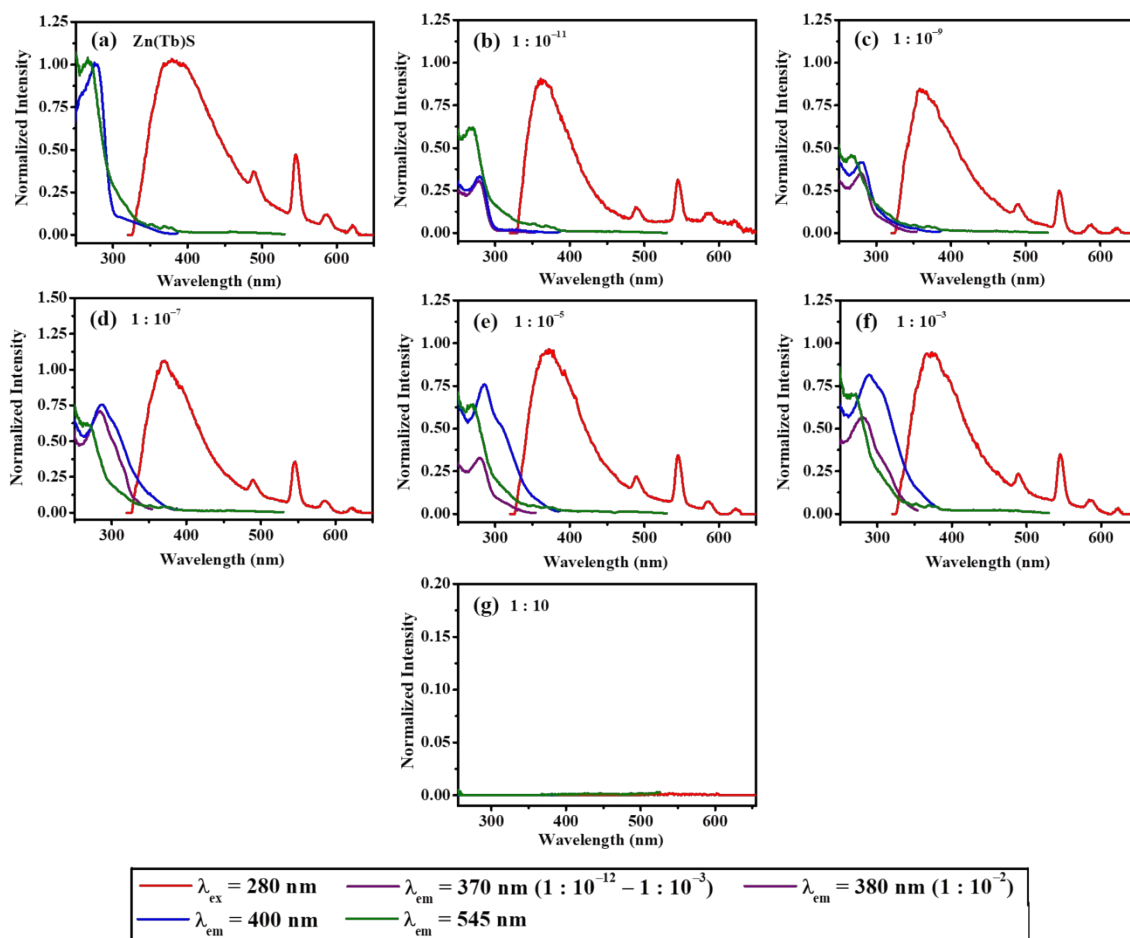 (a) Zn(Tb)S
1.25
1.00
0.75
0.50
0.25
0.00
Normalized Intensity
300 400 500 600
Wavelength (nm)
(b) 1 : 10⁻¹¹
1.25
1.00
0.75
0.50
0.25
0.00
Normalized Intensity
300 400 500 600
Wavelength (nm)
(c) 1 : 10⁻⁹
1.25
1.00
0.75
0.50
0.25
0.00
Normalized Intensity
300 400 500 600
Wavelength (nm)
(d) 1 : 10⁻⁷
1.50
1.25
1.00
0.75
0.50
0.25
0.00
Normalized Intensity
300 400 500 600
Wavelength (nm)
(e) 1 : 10⁻⁵
1.25
1.00
0.75
0.50
0.25
0.00
Normalized Intensity
300 400 500 600
Wavelength (nm)
(f) 1 : 10⁻³
1.25
1.00
0.75
0.50
0.25
0.00
Normalized Intensity
300 400 500 600
Wavelength (nm)
(g) 1 : 10
0.20
0.15
0.10
0.05
0.00
Normalized Intensity
300 400 500 600
Wavelength (nm)
λex = 280 nm λem = 370 nm (1 : 10⁻¹² – 1 : 10⁻³) λem = 380 nm (1 : 10⁻²)
λem = 400 nm λem = 545 nm